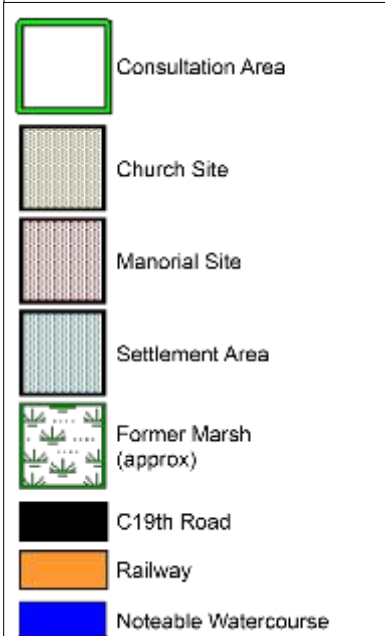 Consultation Area
Church Site
Manorial Site
Settlement Area
Former Marsh
(approx)
C19th Road
Railway
Noteable Watercourse